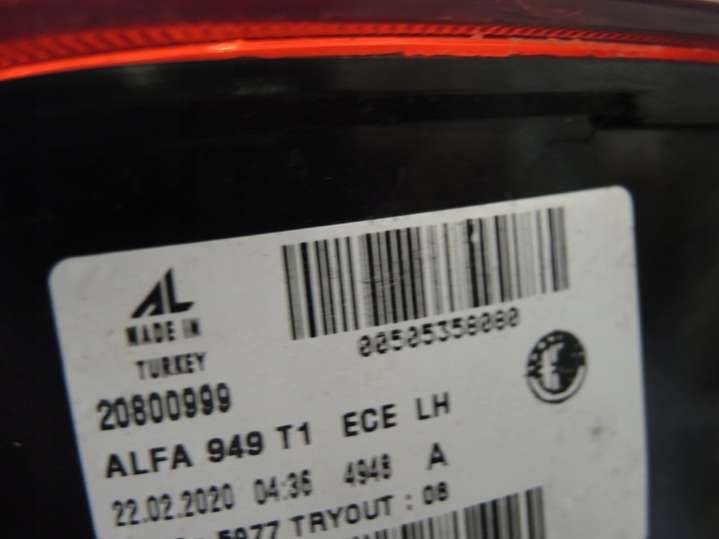 AL
MADE IN
TURKEY
00505358080
20800999
ALFA 949 T1 ECE LH
22.02.2020 04:36 4948 A
5977 TRYOUT : 08